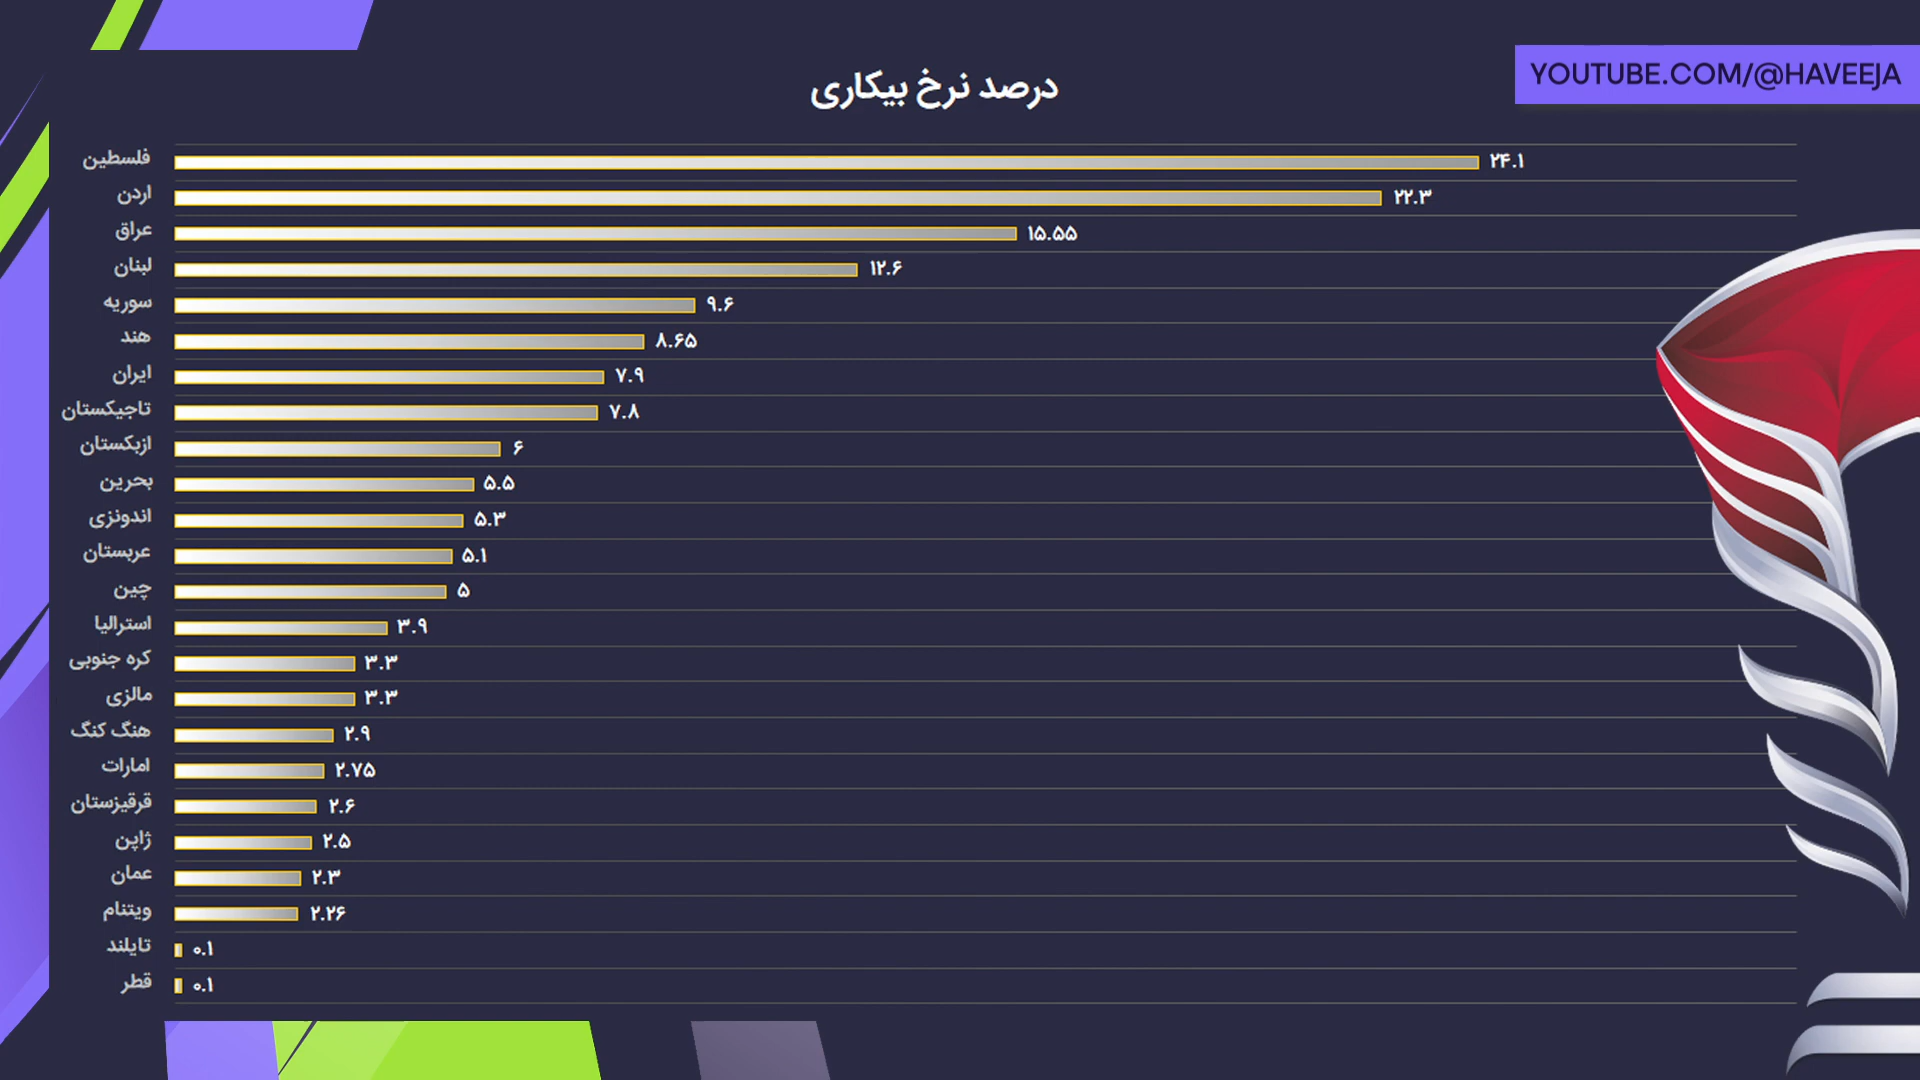 YOUTUBE.COM/@HAVEEJA
درصد نرخ بیکاری
فلسطین ۲۴.۱
اردن ۲۲.۳
عراق ۱۵.۵۵
لبنان ۱۲.۶
سوریه ۹.۶
هند ۸.۶۵
ایران ۷.۹
تاجیکستان ۷.۸
ازبکستان ۶
بحرین ۵.۵
اندونزی ۵.۳
عربستان ۵.۱
چین ۵
استرالیا ۳.۹
کره جنوبی ۳.۳
مالزی ۳.۳
هنگ کنگ ۲.۹
امارات ۲.۷۵
قرقیزستان ۲.۶
ژاپن ۲.۵
عمان ۲.۳
ویتنام ۲.۲۶
تایلند ۰.۱
قطر ۰.۱